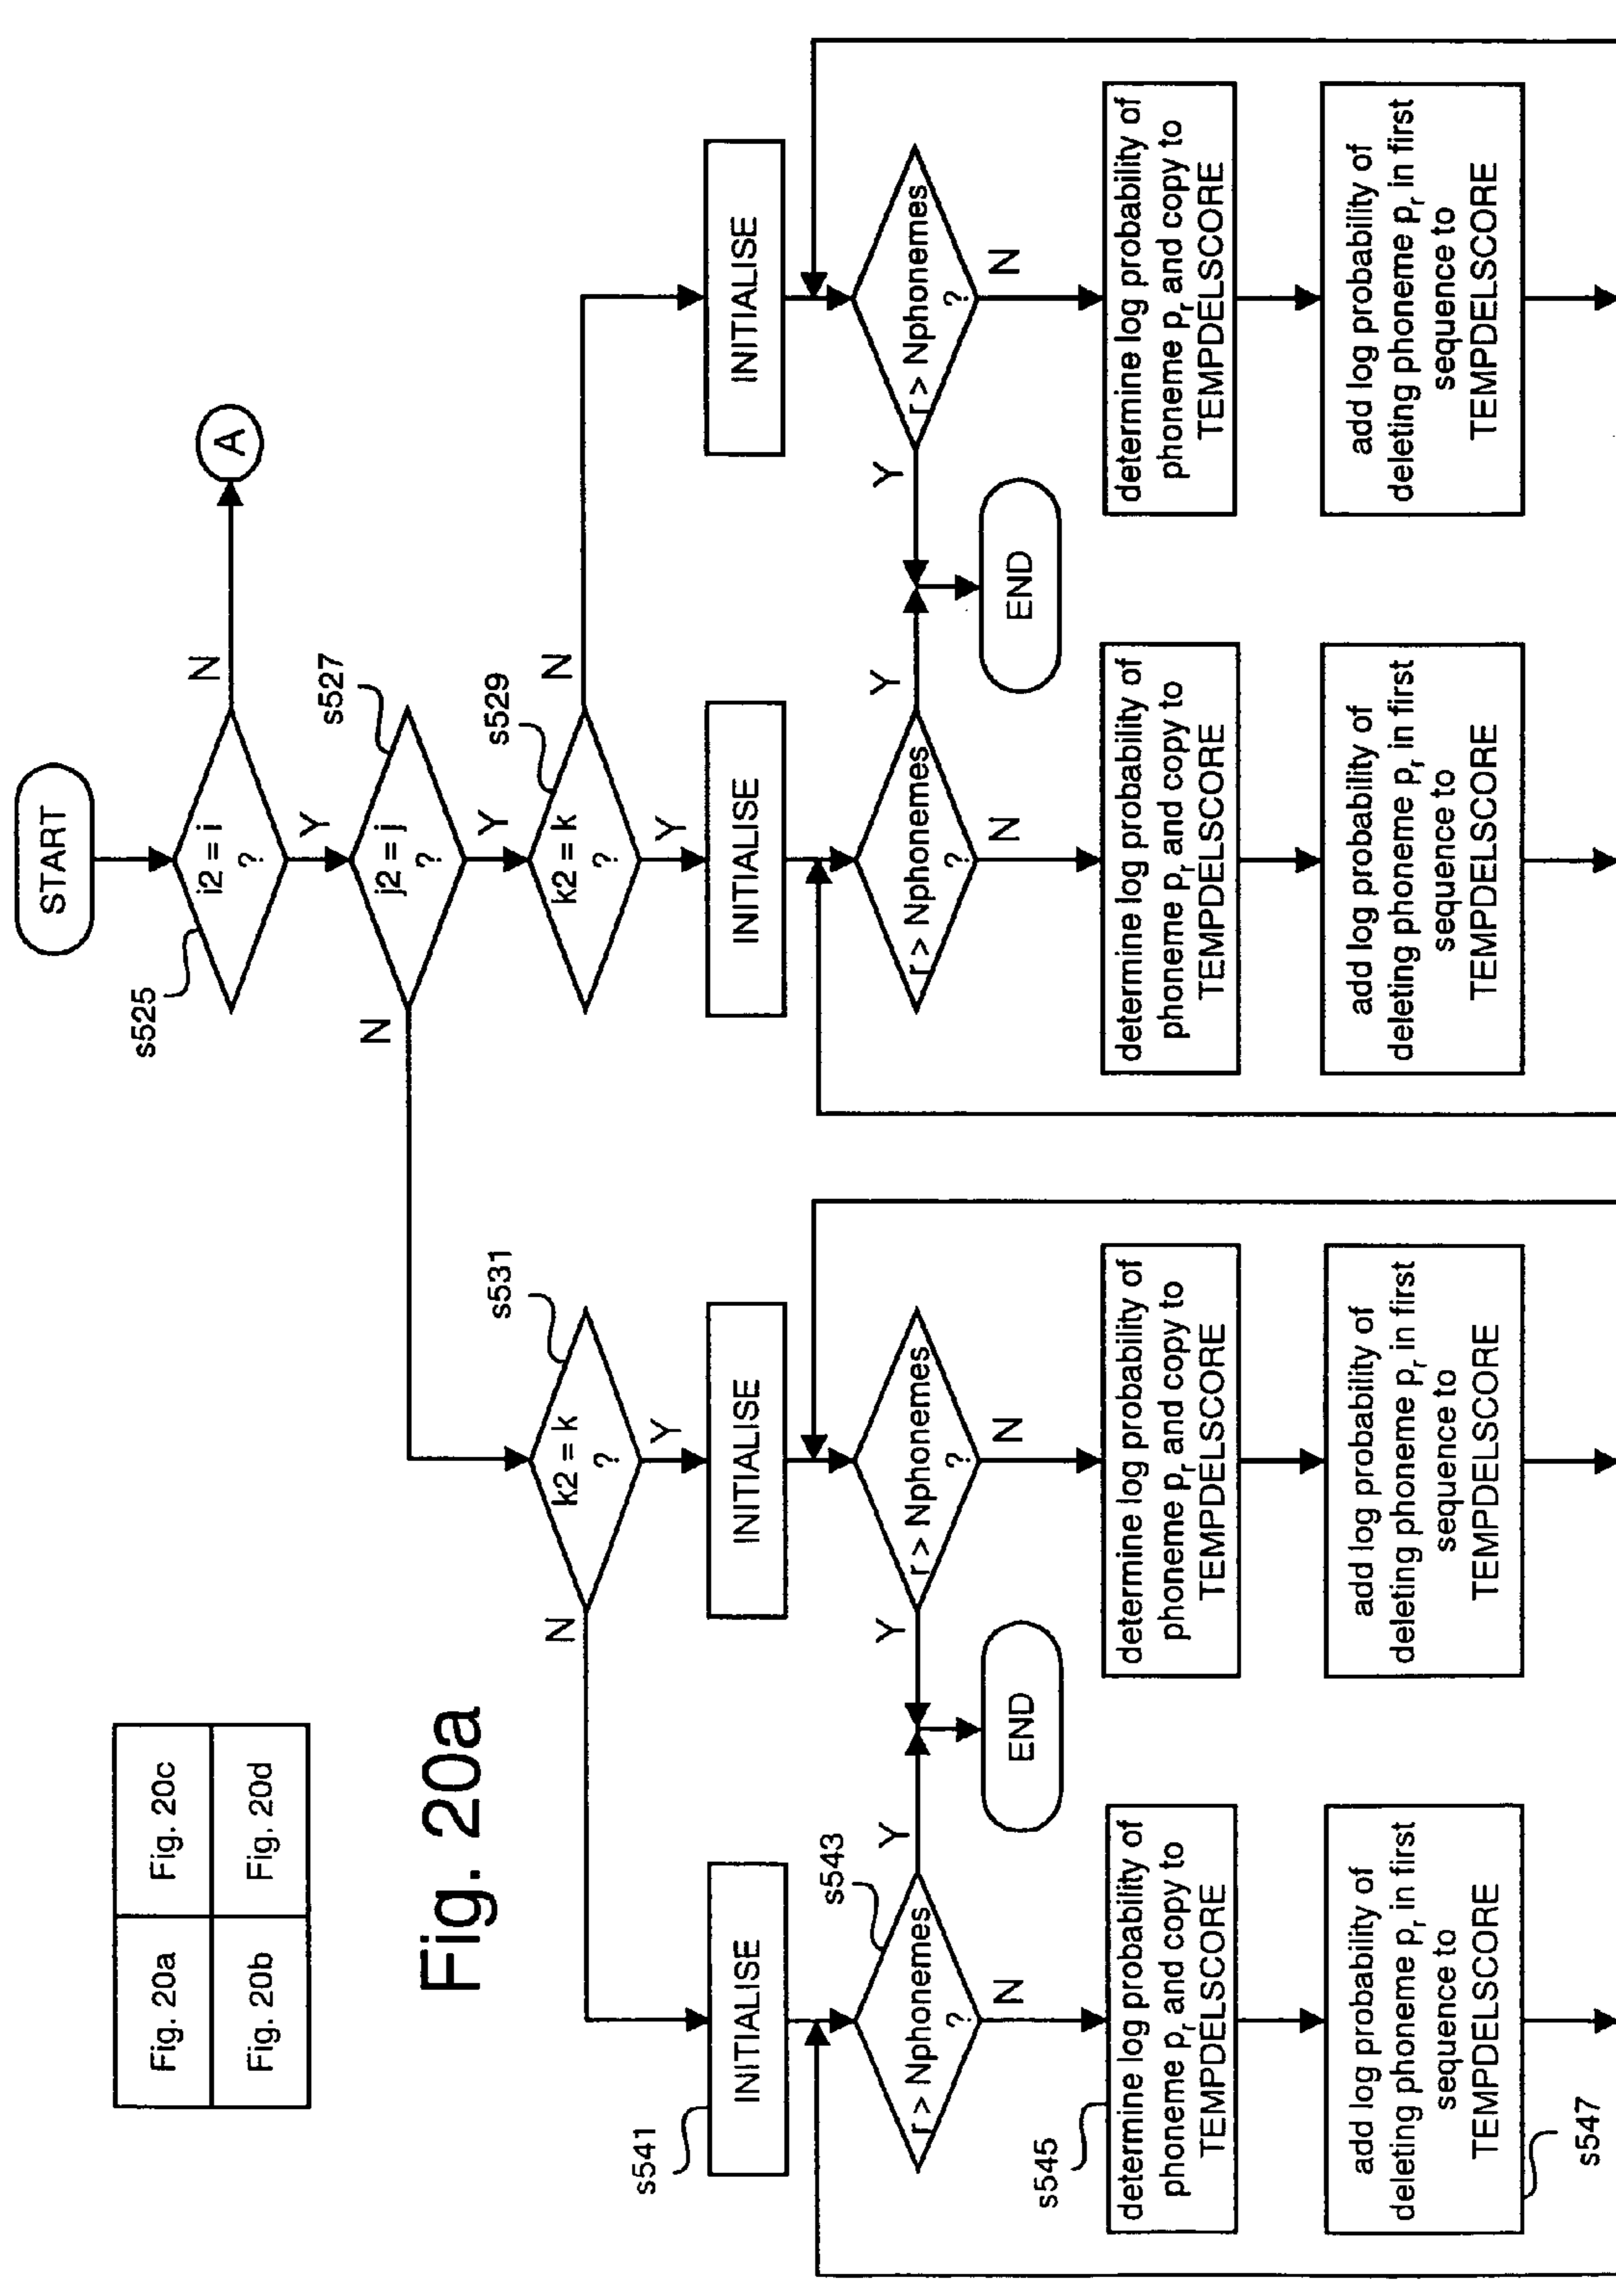 Fig. 20a
Fig. 20c
Fig. 20b
Fig. 20d
Fig. 20a
START
s525
i2 = i
?
N
A
Y
s527
j2 = j
?
N
Y
s531
k2 = k
?
N
Y
s529
k2 = k
?
N
Y
s541
INITIALISE
INITIALISE
INITIALISE
INITIALISE
s543
r > Nphonemes
?
Y
N
r > Nphonemes
?
Y
N
r > Nphonemes
?
Y
N
r > Nphonemes
?
Y
N
END
END
s545
determine log probability of
phoneme pr and copy to
TEMPDELSCORE
determine log probability of
phoneme pr and copy to
TEMPDELSCORE
determine log probability of
phoneme pr and copy to
TEMPDELSCORE
determine log probability of
phoneme pr and copy to
TEMPDELSCORE
add log probability of
deleting phoneme pr in first
sequence to
TEMPDELSCORE
s547
add log probability of
deleting phoneme pr in first
sequence to
TEMPDELSCORE
add log probability of
deleting phoneme pr in first
sequence to
TEMPDELSCORE
add log probability of
deleting phoneme pr in first
sequence to
TEMPDELSCORE